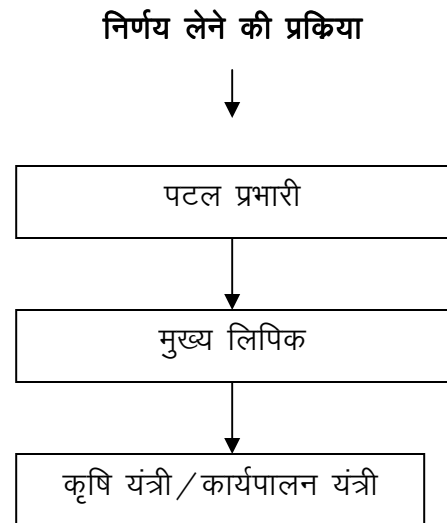 निर्णय लेने की प्रक्रिया
पटल प्रभारी
मुख्य लिपिक
कृषि यंत्री / कार्यपालन यंत्री